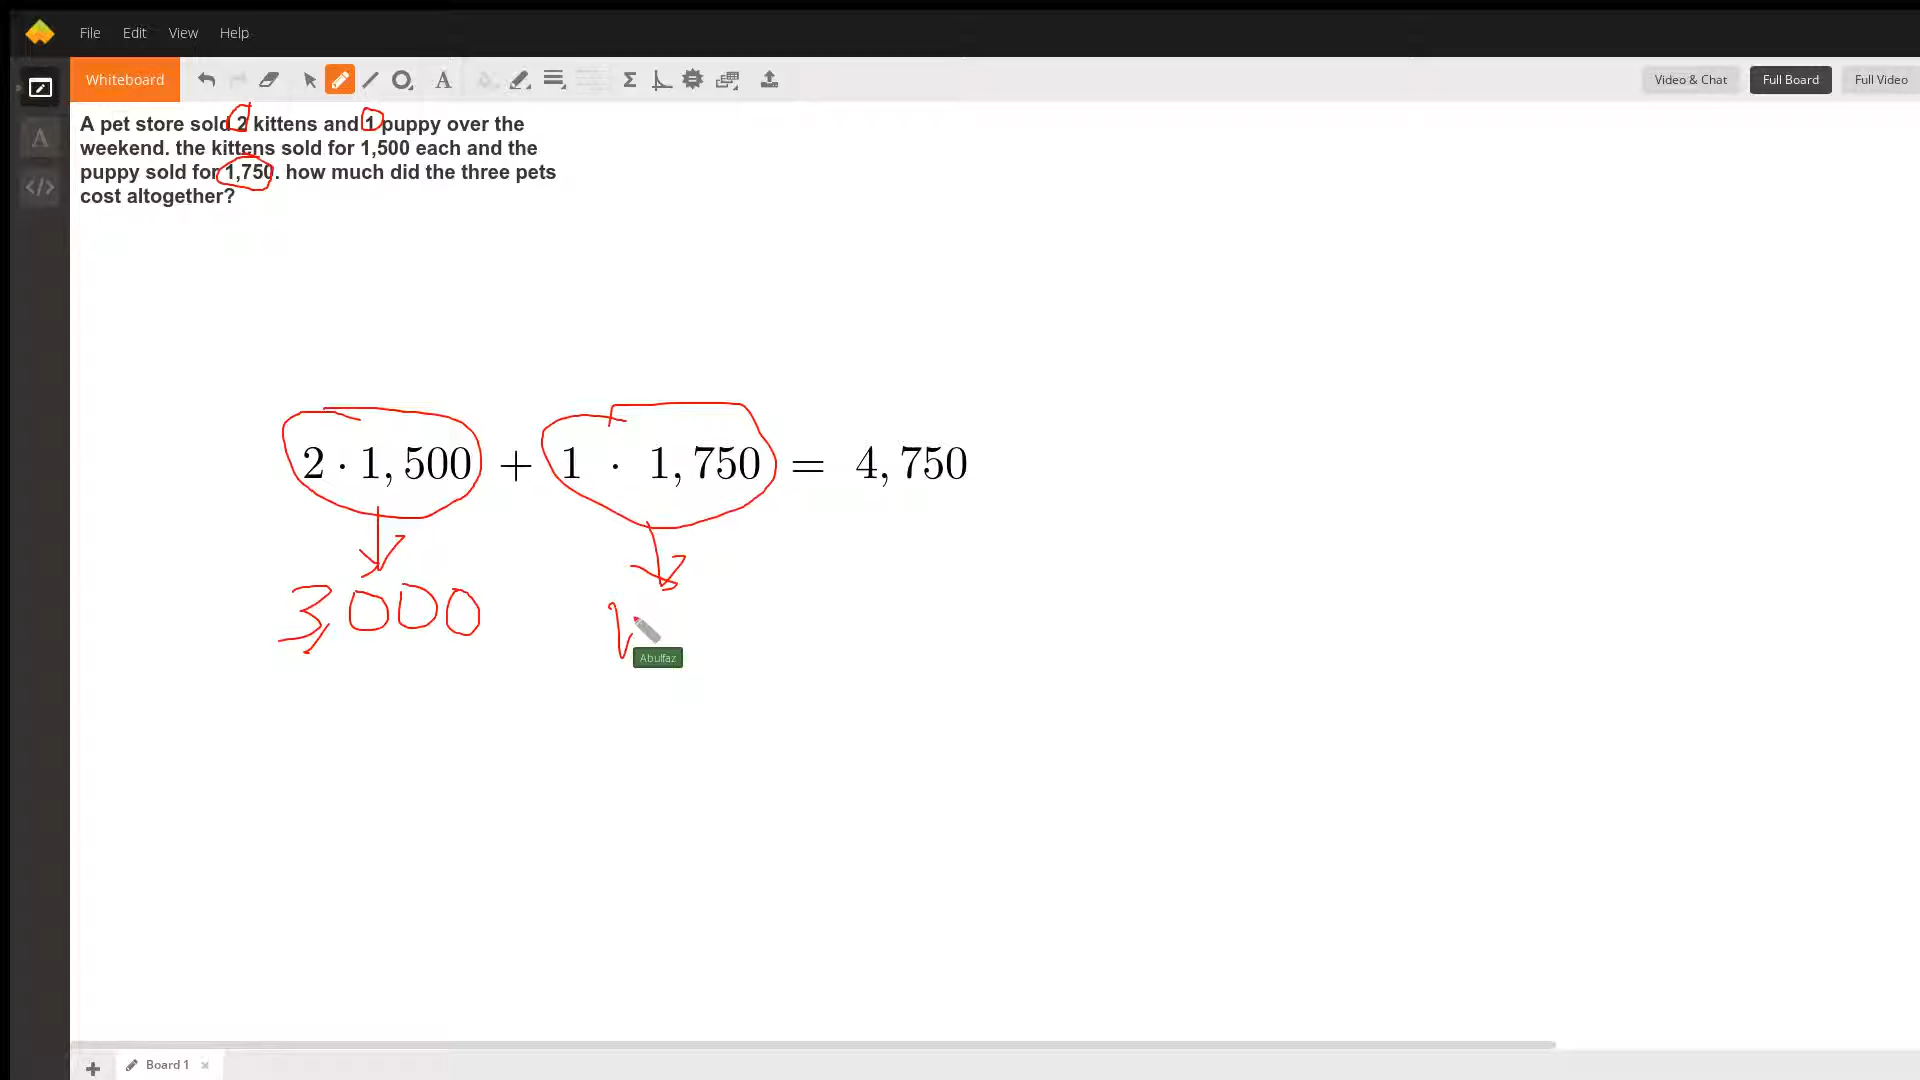 File Edit View Help
Whiteboard A Σ Video & Chat Full Board Full Video
A pet store sold 2 kittens and 1 puppy over the
weekend. the kittens sold for 1,500 each and the
puppy sold for 1,750. how much did the three pets
cost altogether?
A
</>
2 · 1, 500 + 1 · 1, 750 = 4, 750
3,000
Abulfaz
Board 1